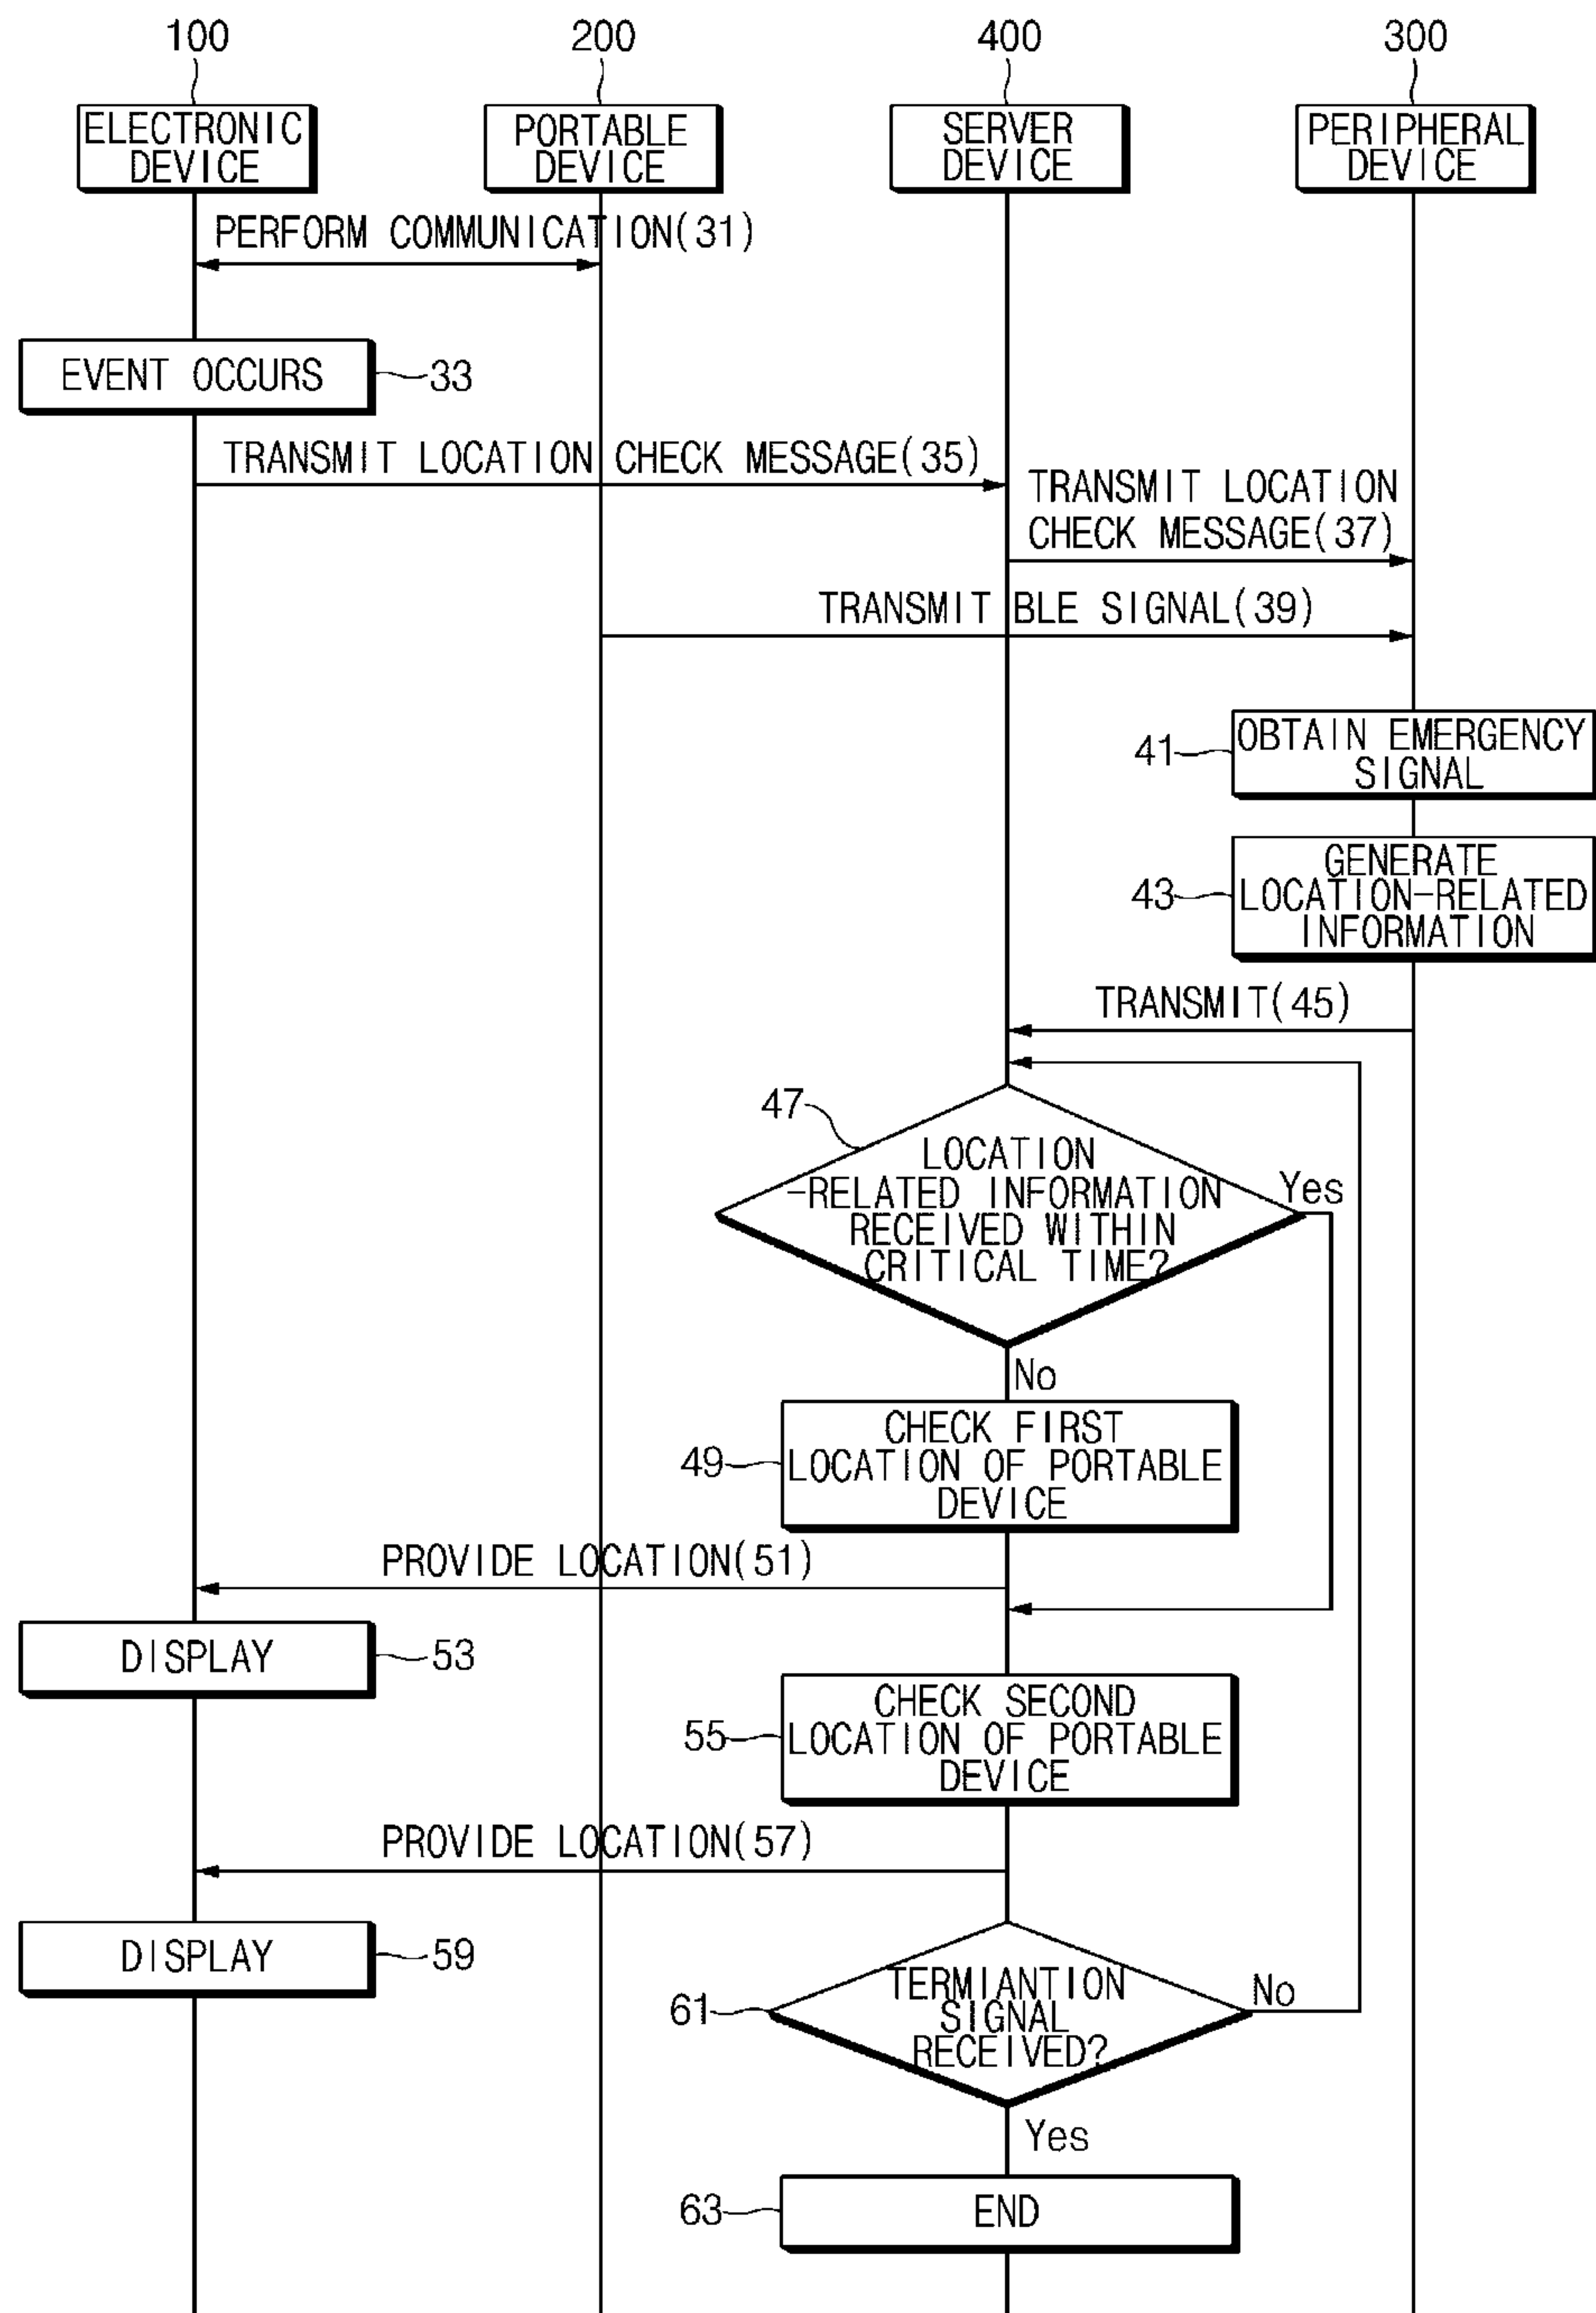 100
200
400
300
ELECTRONIC
DEVICE
PORTABLE
DEVICE
SERVER
DEVICE
PERIPHERAL
DEVICE
PERFORM COMMUNICATION(31)
EVENT OCCURS
33
TRANSMIT LOCATION CHECK MESSAGE(35)
TRANSMIT LOCATION
CHECK MESSAGE(37)
TRANSMIT BLE SIGNAL(39)
41
OBTAIN EMERGENCY
SIGNAL
43
GENERATE
LOCATION-RELATED
INFORMATION
TRANSMIT(45)
47
LOCATION
-RELATED INFORMATION
RECEIVED WITHIN
CRITICAL TIME?
Yes
No
49
CHECK FIRST
LOCATION OF PORTABLE
DEVICE
PROVIDE LOCATION(51)
DISPLAY
53
55
CHECK SECOND
LOCATION OF PORTABLE
DEVICE
PROVIDE LOCATION(57)
DISPLAY
59
61
TERMIANTION
SIGNAL
RECEIVED?
No
Yes
63
END